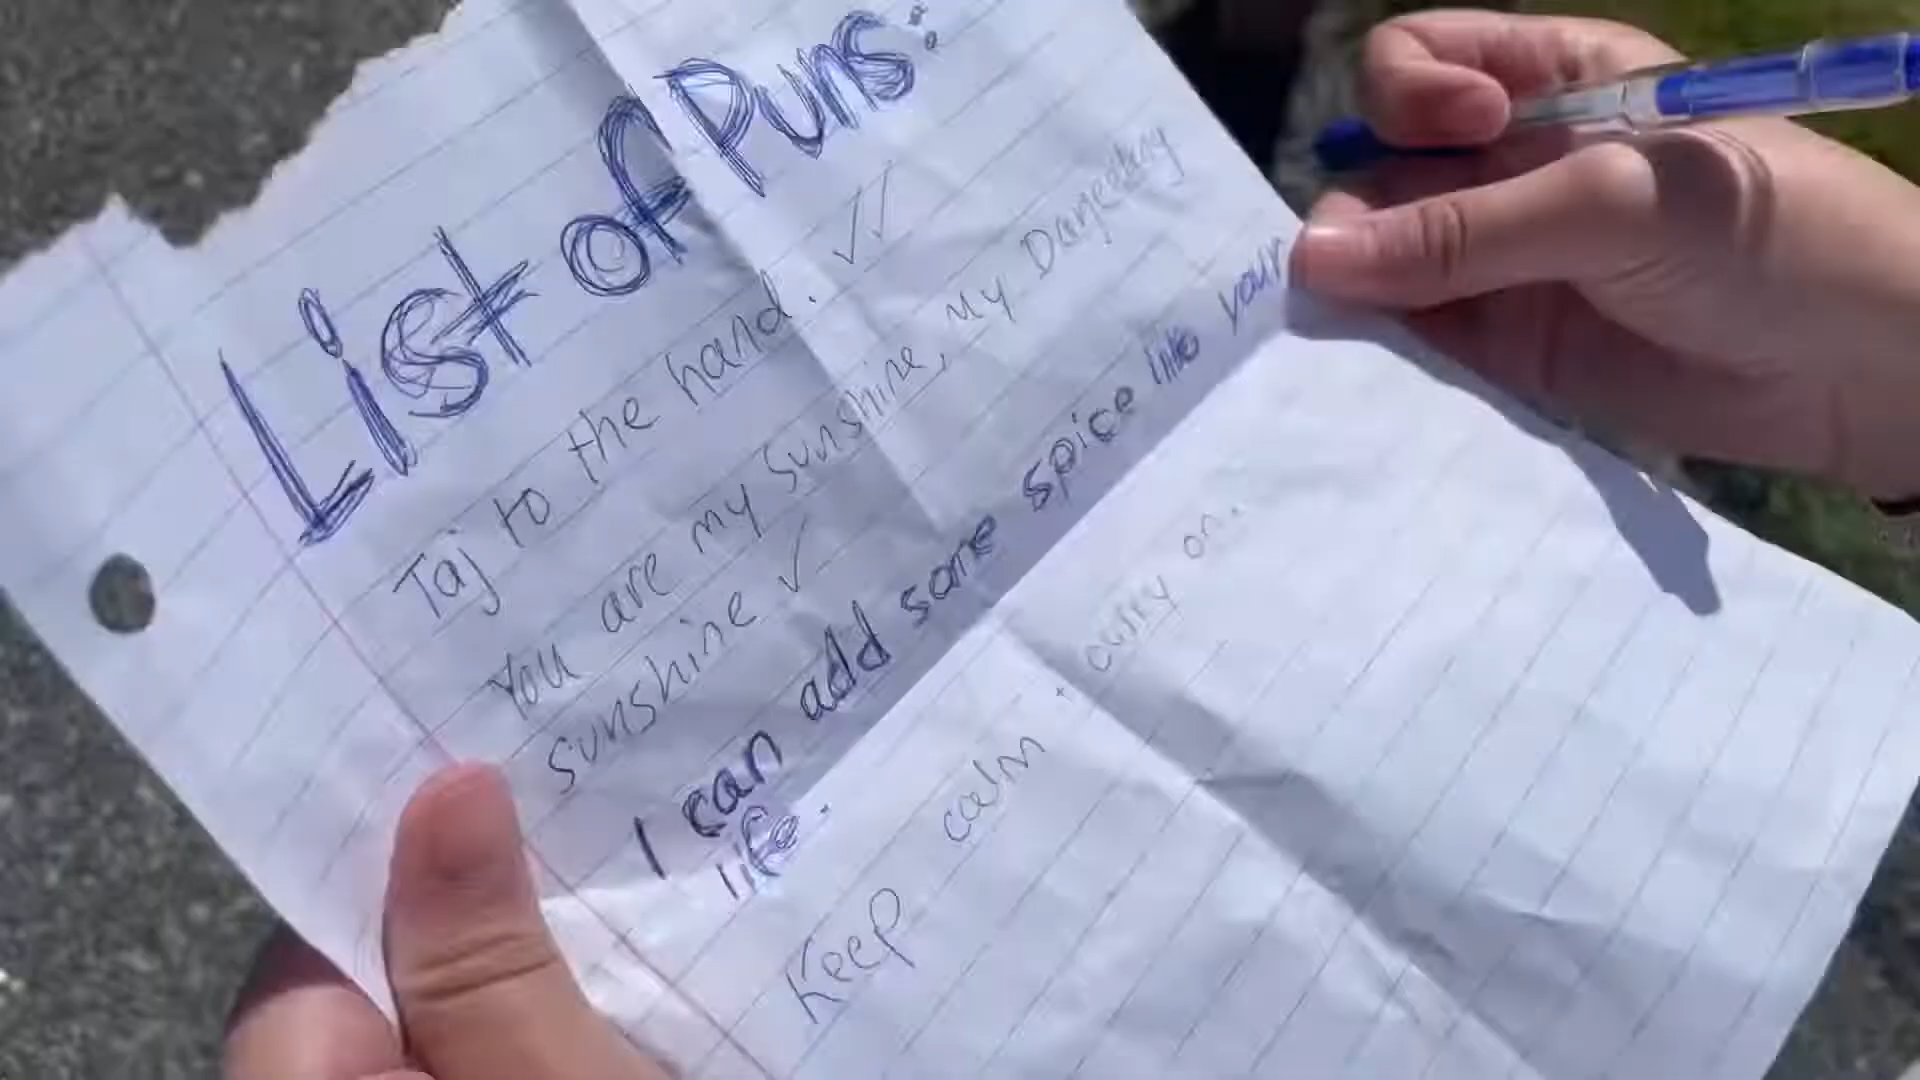 List of Puns:
Taj to the hand. ✓✓
You are my sunshine, my Darjeeling
sunshine ✓
I can add some spice like your
life.
Keep calm + curry on.